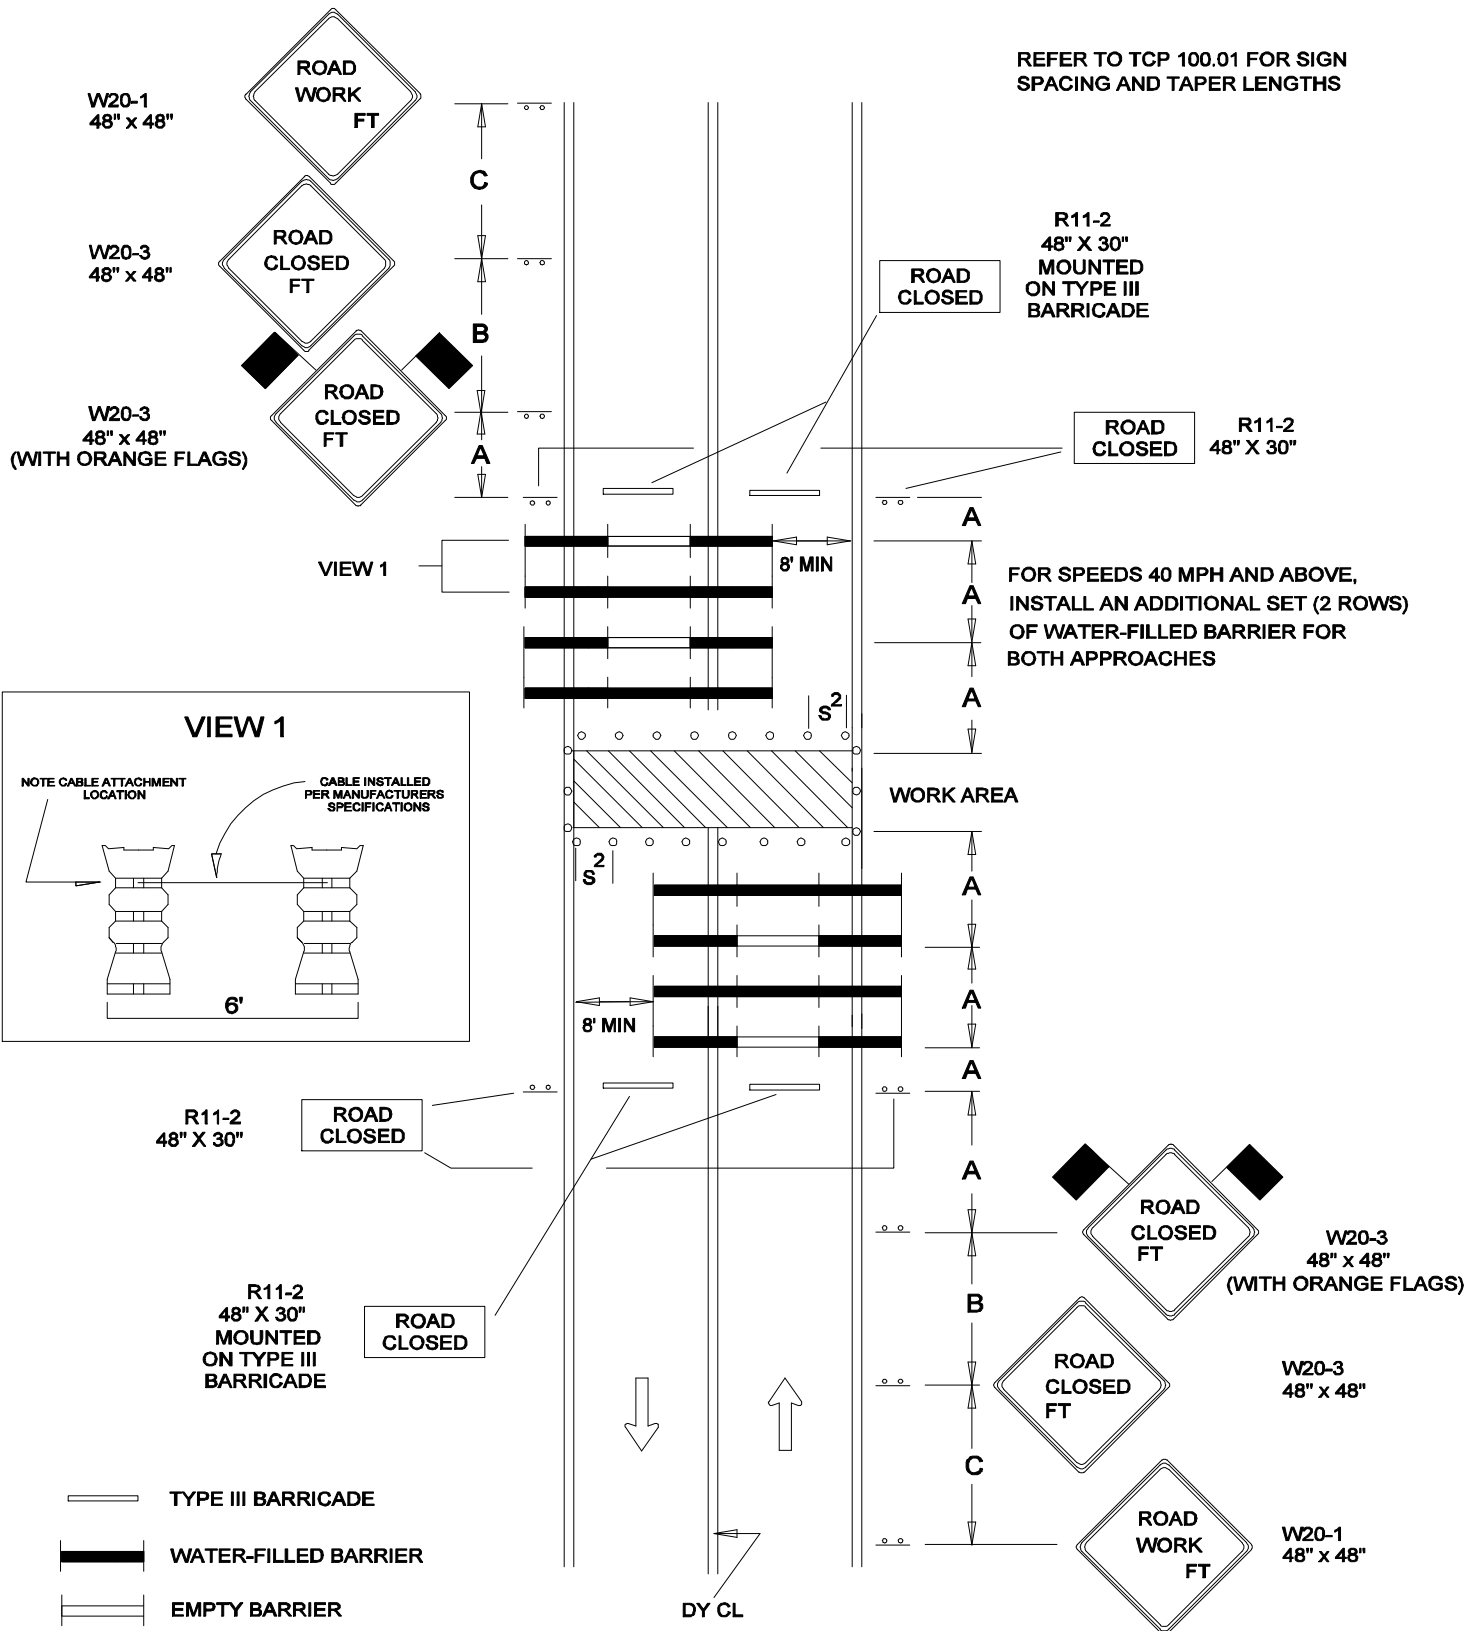 REFER TO TCP 100.01 FOR SIGN
SPACING AND TAPER LENGTHS
W20-1
48" x 48"
ROAD
WORK
FT
C
W20-3
48" x 48"
ROAD
CLOSED
FT
B
R11-2
48" X 30"
MOUNTED
ON TYPE III
BARRICADE
ROAD
CLOSED
W20-3
48" x 48"
(WITH ORANGE FLAGS)
ROAD
CLOSED
FT
A
ROAD
CLOSED
R11-2
48" X 30"
A
VIEW 1
8' MIN
A
FOR SPEEDS 40 MPH AND ABOVE,
INSTALL AN ADDITIONAL SET (2 ROWS)
OF WATER-FILLED BARRIER FOR
BOTH APPROACHES
A
S2
VIEW 1
NOTE CABLE ATTACHMENT
LOCATION
CABLE INSTALLED
PER MANUFACTURERS
SPECIFICATIONS
6'
WORK AREA
S2
A
A
8' MIN
A
R11-2
48" X 30"
ROAD
CLOSED
A
ROAD
CLOSED
FT
W20-3
48" x 48"
(WITH ORANGE FLAGS)
R11-2
48" X 30"
MOUNTED
ON TYPE III
BARRICADE
ROAD
CLOSED
B
ROAD
CLOSED
FT
W20-3
48" x 48"
C
ROAD
WORK
FT
W20-1
48" x 48"
TYPE III BARRICADE
WATER-FILLED BARRIER
EMPTY BARRIER
DY CL